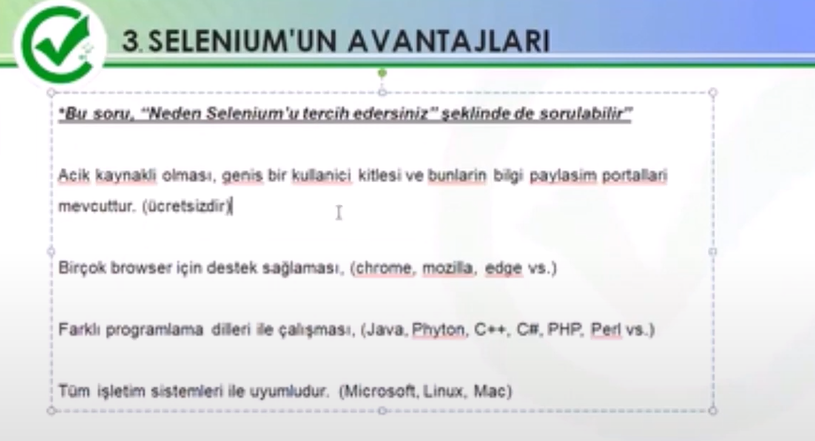 3. SELENIUM'UN AVANTAJLARI
*Bu soru, “Neden Selenium'u tercih edersiniz” şeklinde de sorulabilir”
Acik kaynakli olması, genis bir kullanici kitlesi ve bunlarin bilgi paylasim portallari
mevcuttur. (ücretsizdir)
Birçok browser için destek sağlaması, (chrome, mozilla, edge vs.)
Farklı programlama dilleri ile çalışması, (Java, Phyton, C++, C#, PHP, Perl vs.)
Tüm işletim sistemleri ile uyumludur. (Microsoft, Linux, Mac)